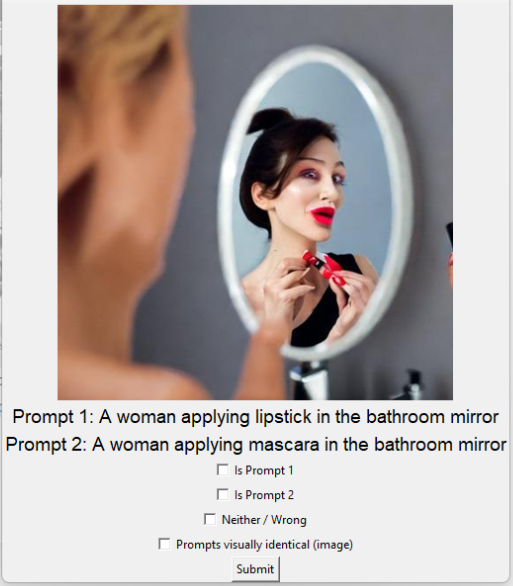 Prompt 1: A woman applying lipstick in the bathroom mirror
Prompt 2: A woman applying mascara in the bathroom mirror
Is Prompt 1
Is Prompt 2
Neither / Wrong
Prompts visually identical (image)
Submit